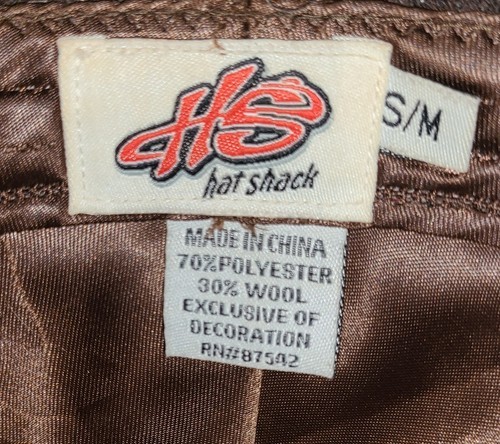 HS
hat shack
S/M
MADE IN CHINA
70% POLYESTER
30% WOOL
EXCLUSIVE OF
DECORATION
RN#87542